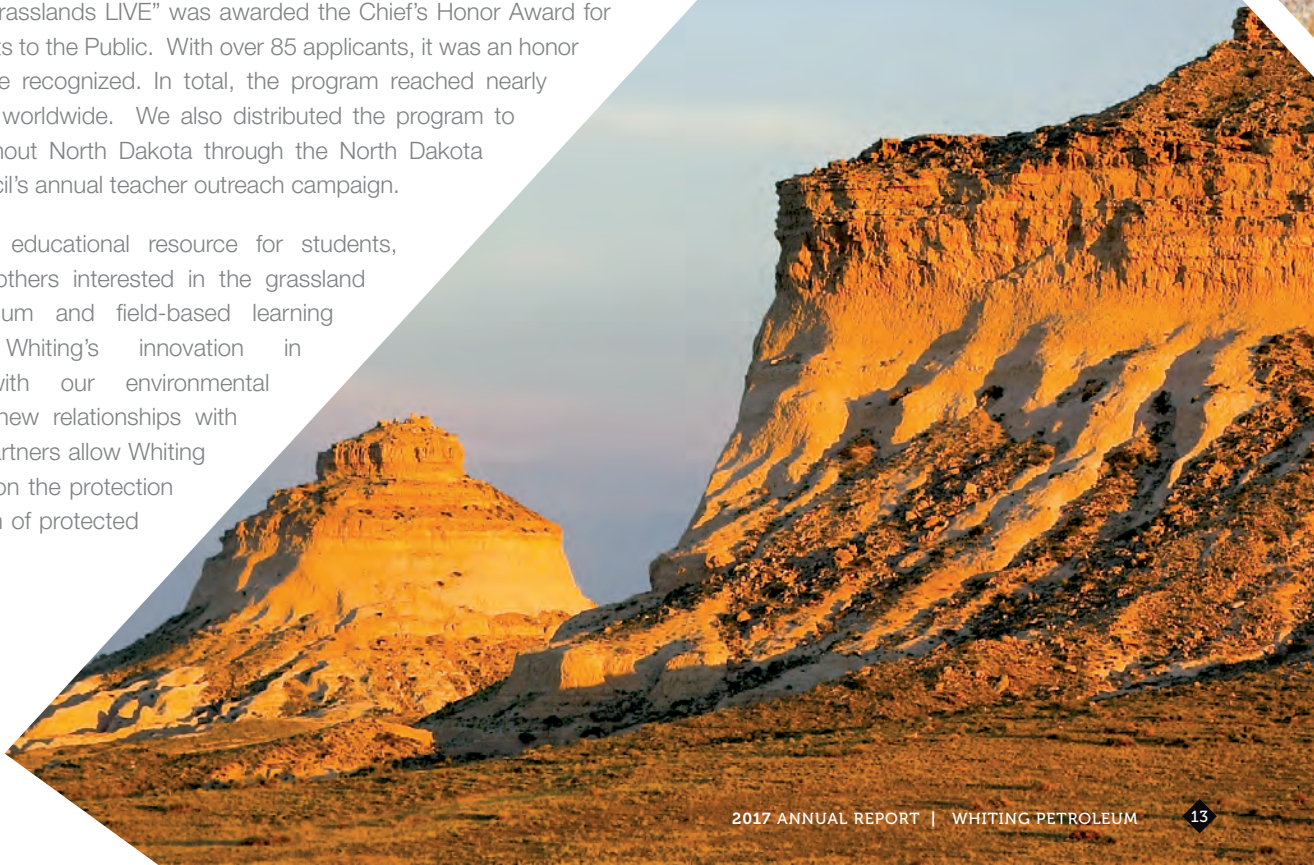 rasslands LIVE” was awarded the Chief’s Honor Award for
ts to the Public. With over 85 applicants, it was an honor
e recognized. In total, the program reached nearly
worldwide. We also distributed the program to
hout North Dakota through the North Dakota
cil’s annual teacher outreach campaign.
educational resource for students,
others interested in the grassland
um and field-based learning
Whiting’s innovation in
with our environmental
new relationships with
artners allow Whiting
on the protection
n of protected
2017 ANNUAL REPORT | WHITING PETROLEUM 13